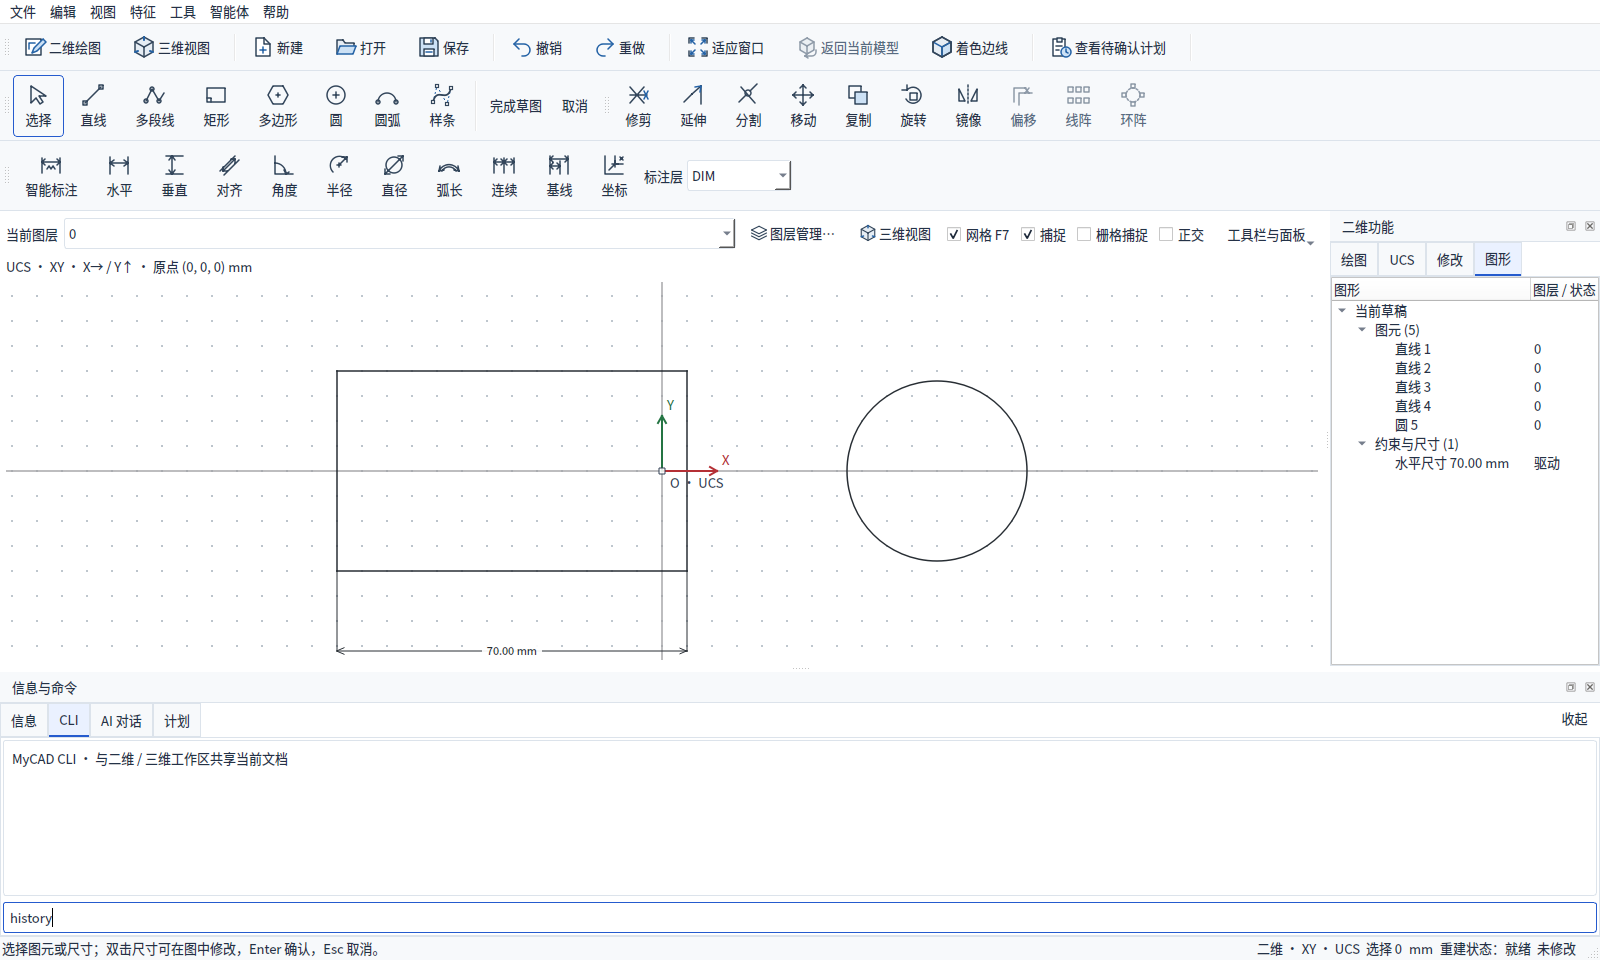 文件 编辑 视图 特征 工具 智能体 帮助
二维绘图 三维视图 新建 打开 保存 撤销 重做 适应窗口 返回当前模型 着色边线 查看待确认计划
选择 直线 多段线 矩形 多边形 圆 圆弧 样条 完成草图 取消 修剪 延伸 分割 移动 复制 旋转 镜像 偏移 线阵 环阵
智能标注 水平 垂直 对齐 角度 半径 直径 弧长 连续 基线 坐标 标注层 DIM
当前图层 0 图层管理··· 三维视图 网格 F7 捕捉 栅格捕捉 正交 工具栏与面板
UCS · XY · X→ / Y↑ · 原点 (0, 0, 0) mm
Y
X
O · UCS
70.00 mm
二维功能
绘图 UCS 修改 图形
图形 图层 / 状态
当前草稿
图元 (5)
直线 1 0
直线 2 0
直线 3 0
直线 4 0
圆 5 0
约束与尺寸 (1)
水平尺寸 70.00 mm 驱动
信息与命令
信息 CLI AI 对话 计划 收起
MyCAD CLI · 与二维 / 三维工作区共享当前文档
history
选择图元或尺寸；双击尺寸可在图中修改，Enter 确认，Esc 取消。 二维 · XY · UCS 选择 0 mm 重建状态：就绪 未修改